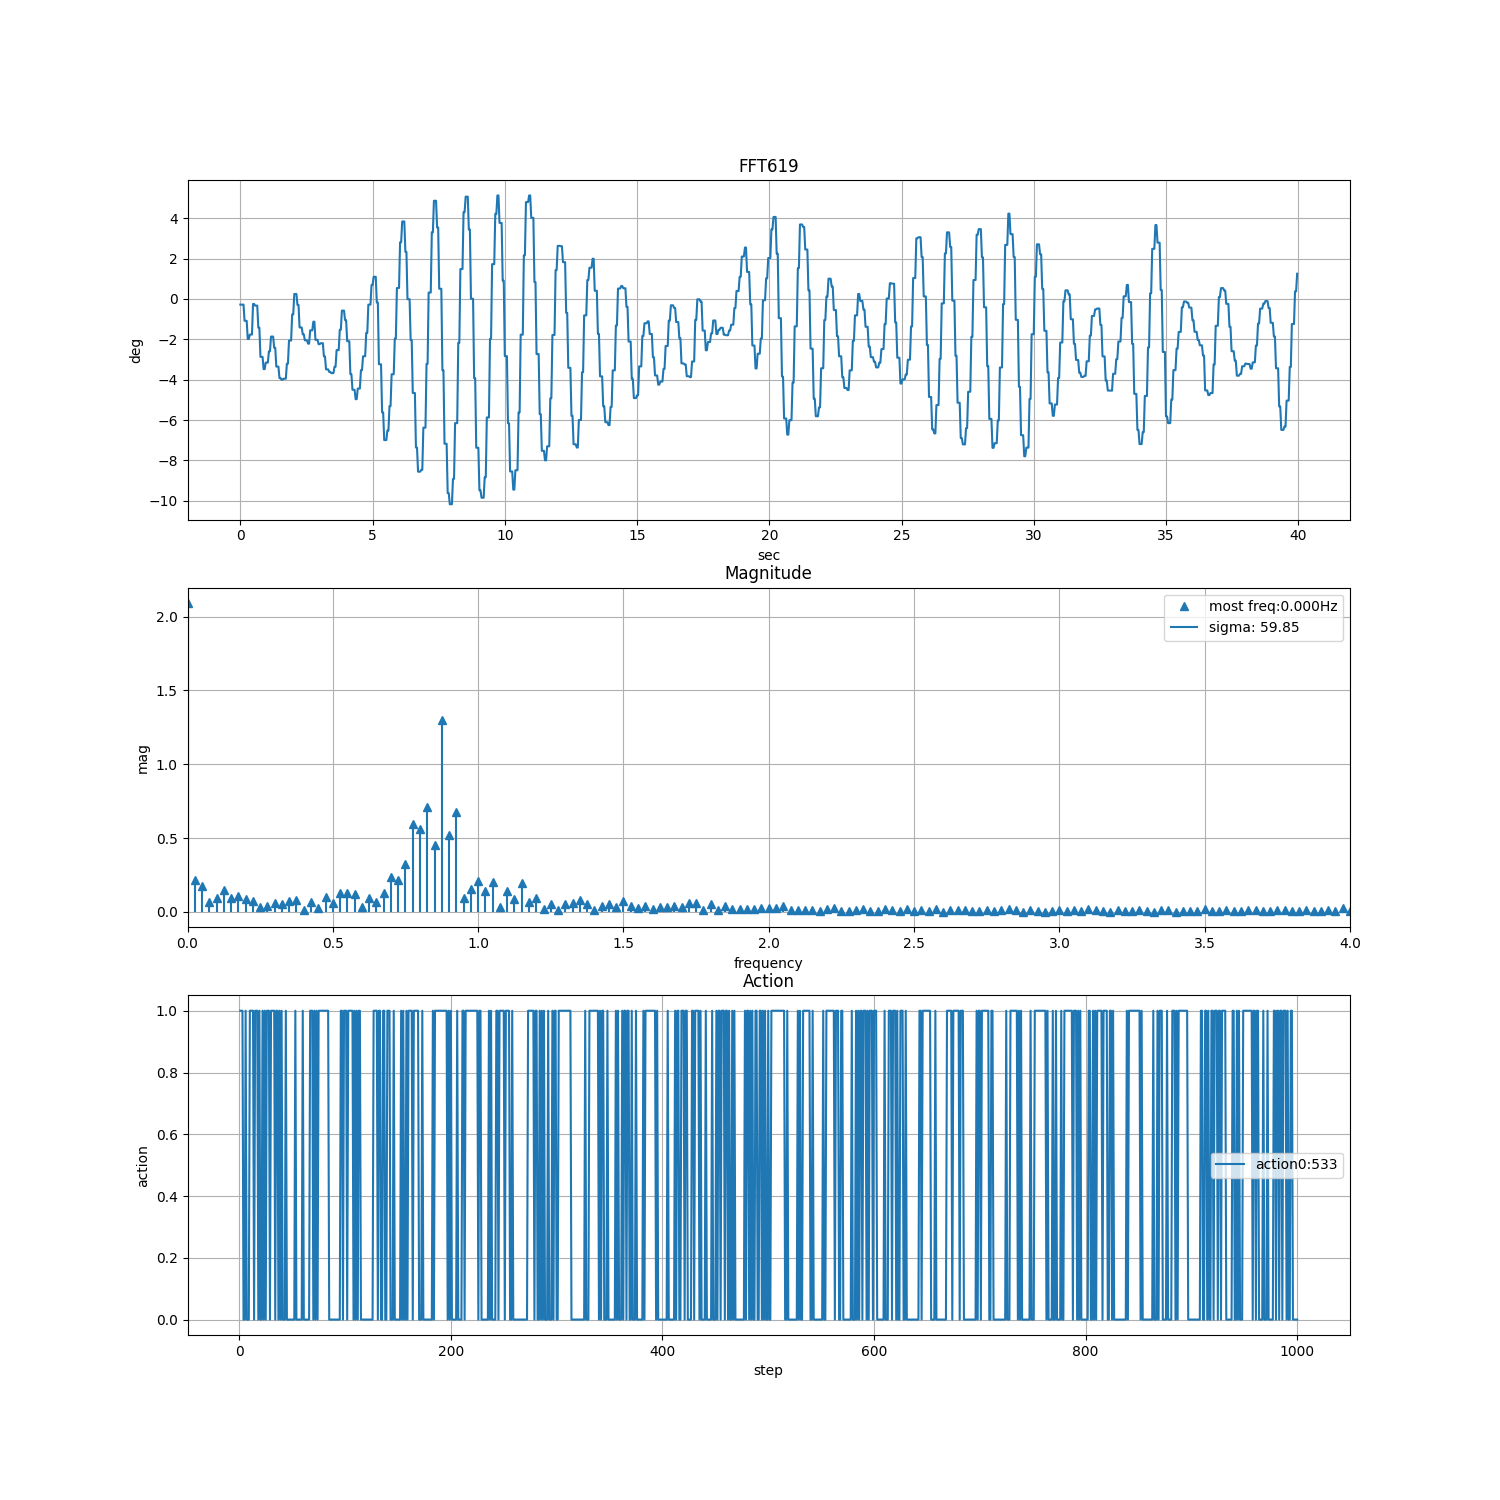 FFT619
4
2
0
−2
−4
−6
−8
−10
deg
0 5 10 15 20 25 30 35 40
sec
Magnitude
2.0
1.5
1.0
0.5
0.0
mag
most freq:0.000Hz
sigma: 59.85
0.0 0.5 1.0 1.5 2.0 2.5 3.0 3.5 4.0
frequency
Action
1.0
0.8
0.6
0.4
0.2
0.0
action
action0:533
0 200 400 600 800 1000
step